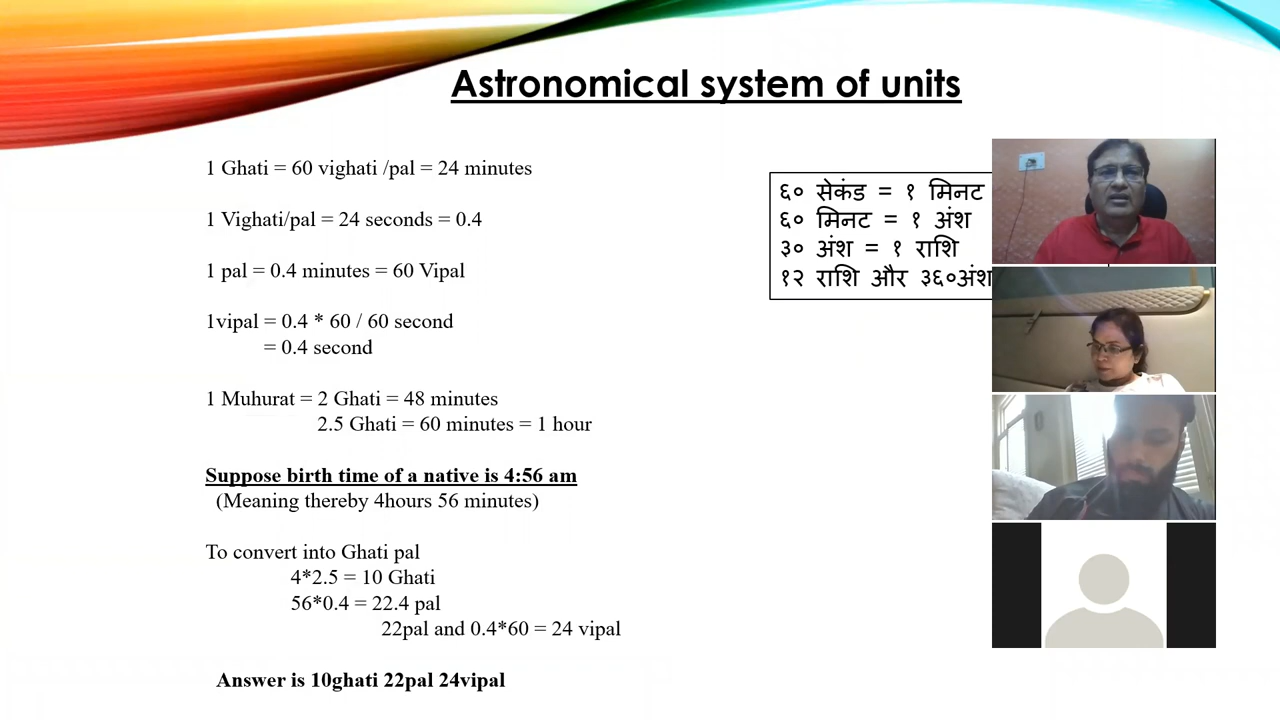 Astronomical system of units
1 Ghati = 60 vighati /pal = 24 minutes
1 Vighati/pal = 24 seconds = 0.4
1 pal = 0.4 minutes = 60 Vipal
1vipal = 0.4 * 60 / 60 second
= 0.4 second
1 Muhurat = 2 Ghati = 48 minutes
2.5 Ghati = 60 minutes = 1 hour
Suppose birth time of a native is 4:56 am
(Meaning thereby 4hours 56 minutes)
To convert into Ghati pal
4*2.5 = 10 Ghati
56*0.4 = 22.4 pal
22pal and 0.4*60 = 24 vipal
Answer is 10ghati 22pal 24vipal
६० सेकंड = १ मिनट
६० मिनट = १ अंश
३० अंश = १ राशि
१२ राशि और ३६०अंश